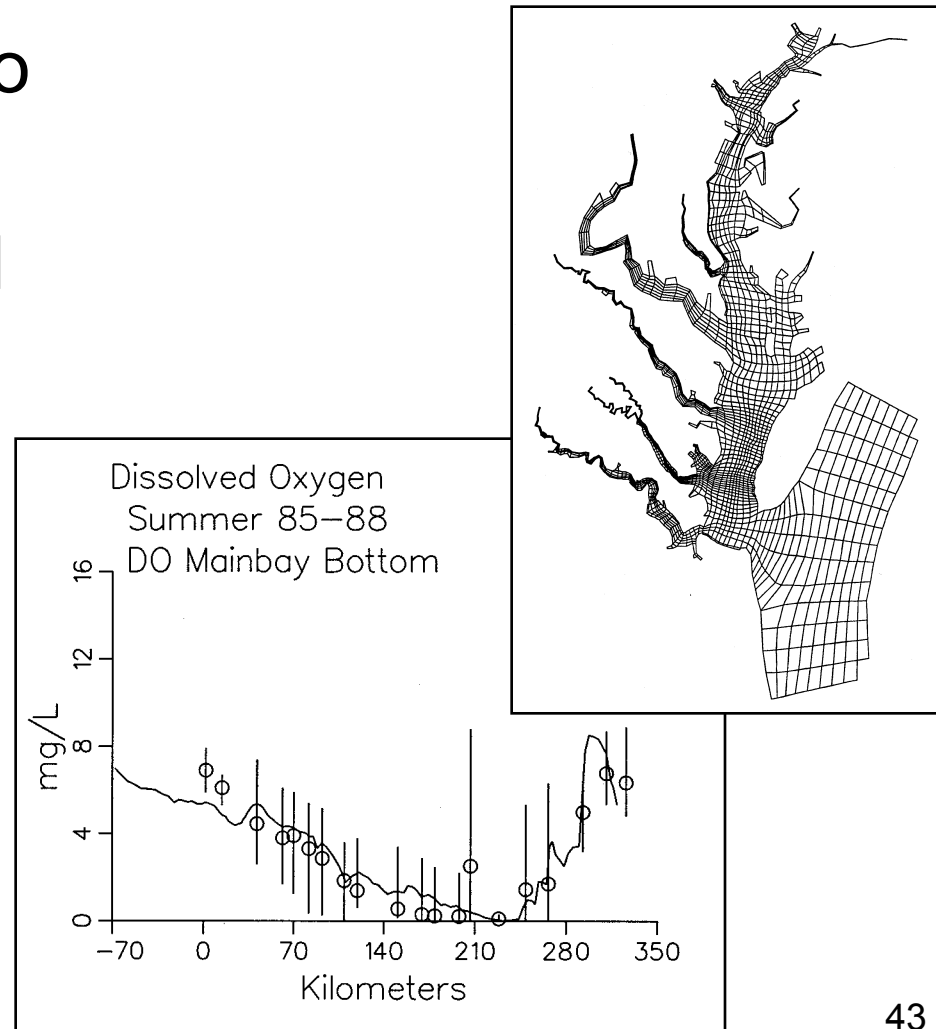 o
Dissolved Oxygen
Summer 85–88
DO Mainbay Bottom
16
12
8
4
0
mg/L
−70 0 70 140 210 280 350
Kilometers
43